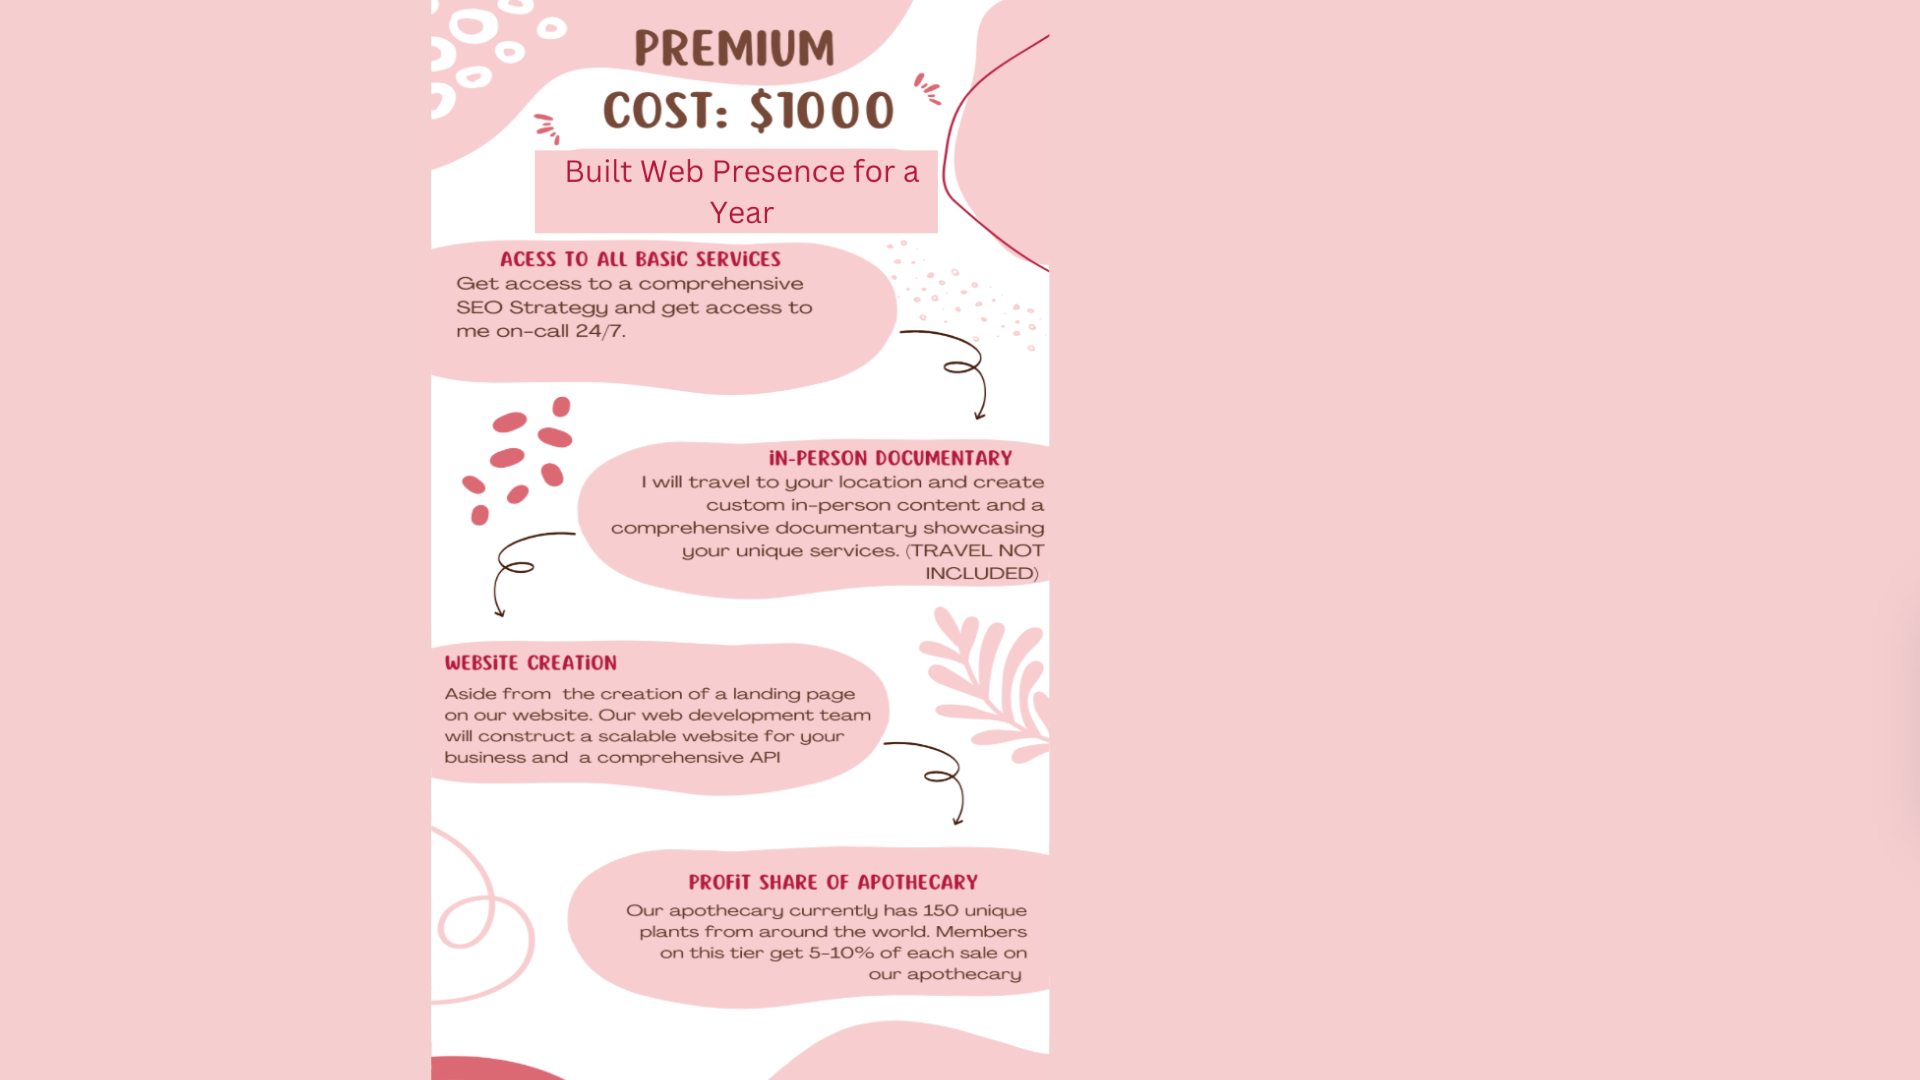 PREMIUM
COST: $1000
Built Web Presence for a
Year
ACESS TO ALL BASiC SERViCES
Get access to a comprehensive
SEO Strategy and get access to
me on-call 24/7.
iN-PERSON DOCUMENTARY
I will travel to your location and create
custom in-person content and a
comprehensive documentary showcasing
your unique services. (TRAVEL NOT
INCLUDED)
WEBSiTE CREATiON
Aside from the creation of a landing page
on our website. Our web development team
will construct a scalable website for your
business and a comprehensive API
PROFiT SHARE OF APOTHECARY
Our apothecary currently has 150 unique
plants from around the world. Members
on this tier get 5-10% of each sale on
our apothecary